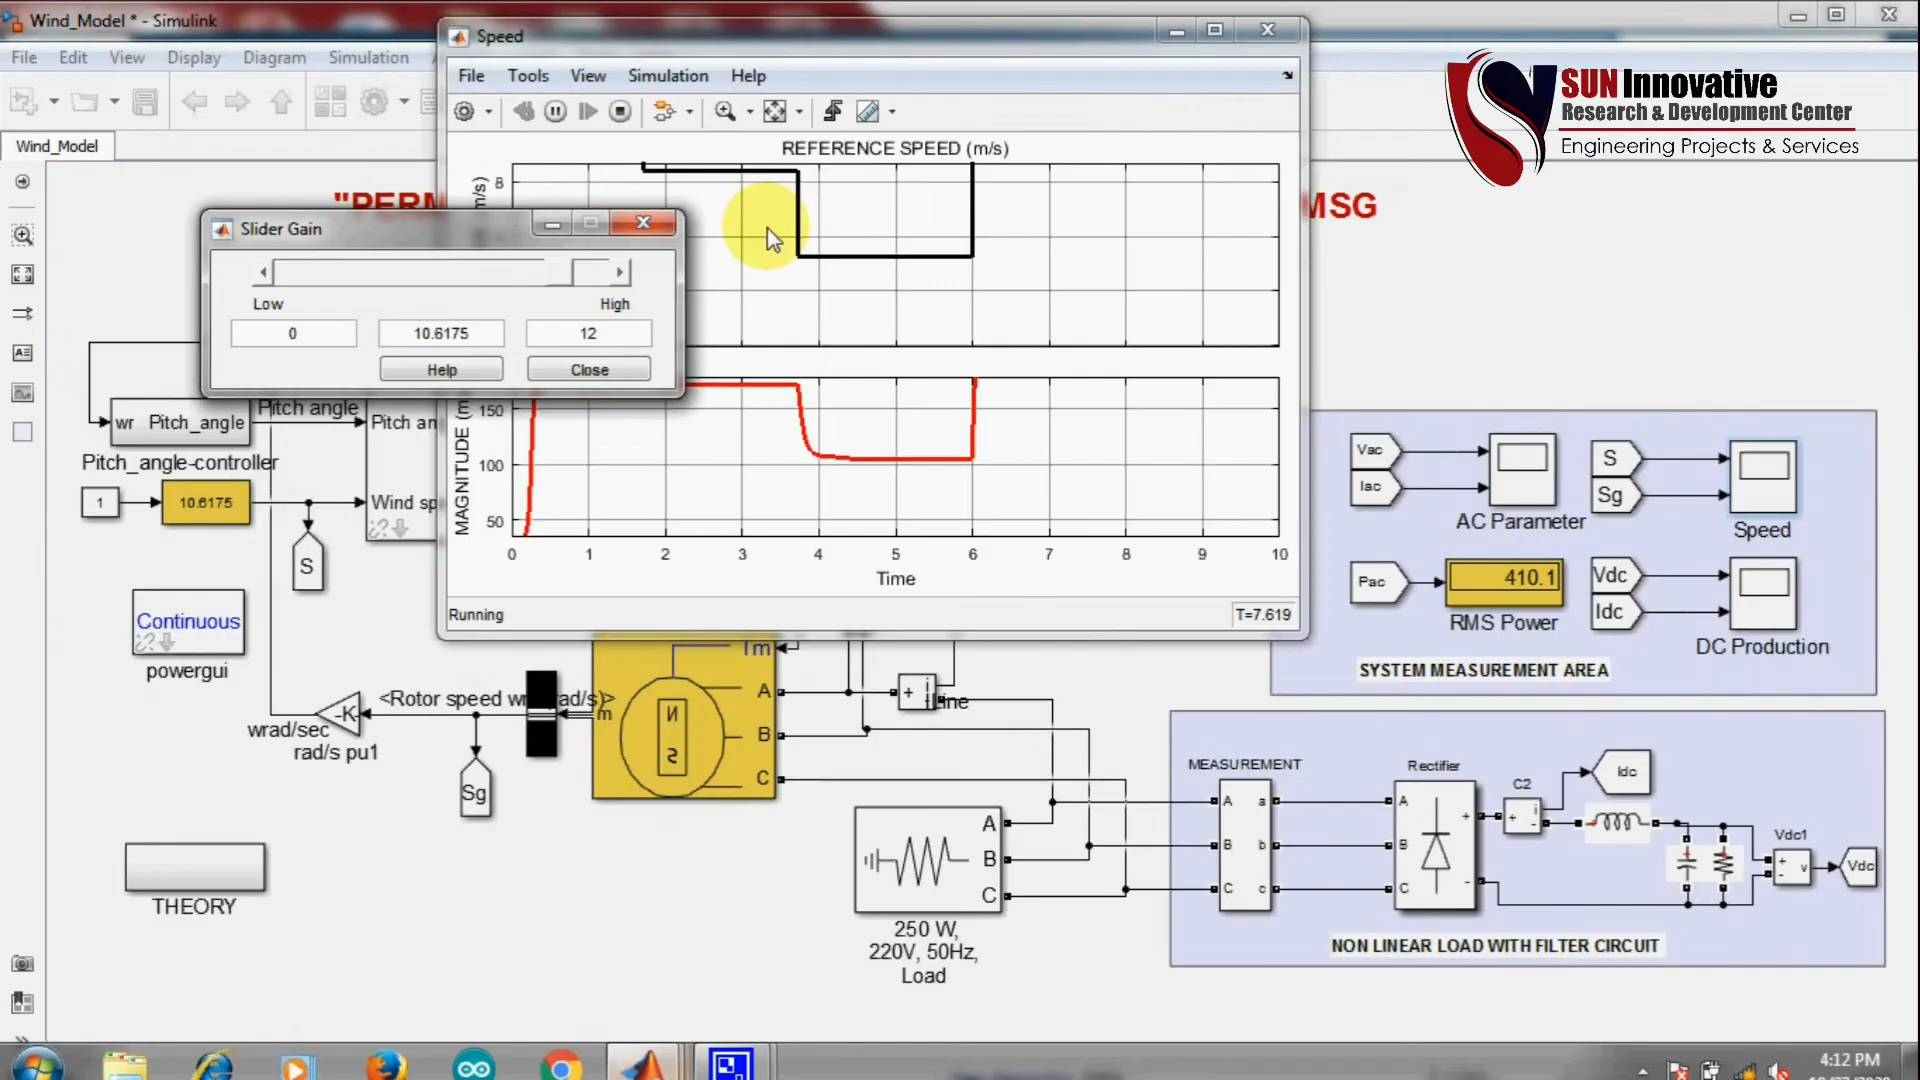 Wind_Model * - Simulink
File Edit View Display Diagram Simulation
Wind_Model
Speed
File Tools View Simulation Help
REFERENCE SPEED (m/s)
8
SUN Innovative
Research & Development Center
Engineering Projects & Services
"PERM
MSG
Slider Gain
Low
High
0
10.6175
12
Help
Close
MAGNITUDE (m
150
100
50
0 1 2 3 4 5 6 7 8 9 10
Time
Running
T=7.619
wr Pitch_angle
Pitch angle
Pitch an
Pitch_angle-controller
1
10.6175
Wind sp
S
Continuous
powergui
<Rotor speed wm (rad/s)>
-K-
wrad/sec
rad/s pu1
Sg
THEORY
Tm
A
B
C
m
N
S
+
i
-
Iline
A
B
C
250 W,
220V, 50Hz,
Load
Vac
Iac
AC Parameter
S
Sg
Speed
Pac
410.1
RMS Power
Vdc
Idc
DC Production
SYSTEM MEASUREMENT AREA
MEASUREMENT
A a
B b
C c
Rectifier
A
B
C
+
-
C2
+
i
-
Idc
Vdc1
+
-
v
Vdc
NON LINEAR LOAD WITH FILTER CIRCUIT
4:12 PM